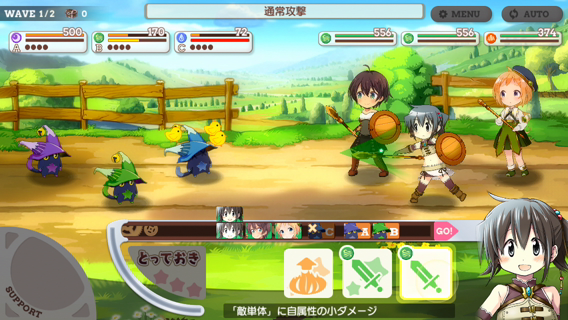 WAVE 1/2
0
通常攻撃
MENU
AUTO
500
170
72
A
B
C
556
556
374
C
A
B
GO!
とっておき
SUPPORT
「敵単体」に自属性の小ダメージ